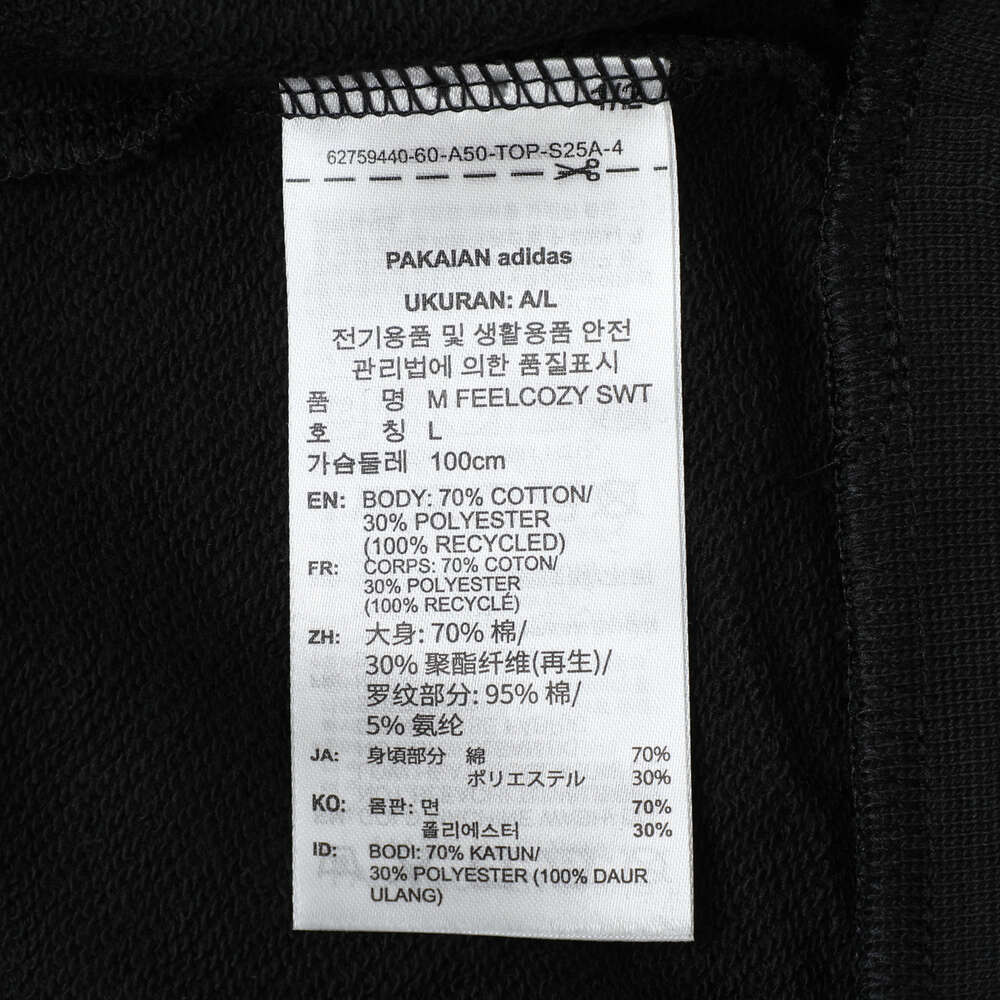 1/2
62759440-60-A50-TOP-S25A-4
PAKAIAN adidas
UKURAN: A/L
전기용품 및 생활용품 안전
관리법에 의한 품질표시
품 명 M FEELCOZY SWT
호 칭 L
가슴둘레 100cm
EN: BODY: 70% COTTON/
30% POLYESTER
(100% RECYCLED)
FR: CORPS: 70% COTON/
30% POLYESTER
(100% RECYCLÉ)
ZH: 大身: 70% 棉/
30% 聚酯纤维(再生)/
罗纹部分: 95% 棉/
5% 氨纶
JA: 身頃部分 綿 70%
ポリエステル 30%
KO: 몸판: 면 70%
폴리에스터 30%
ID: BODI: 70% KATUN/
30% POLYESTER (100% DAUR
ULANG)